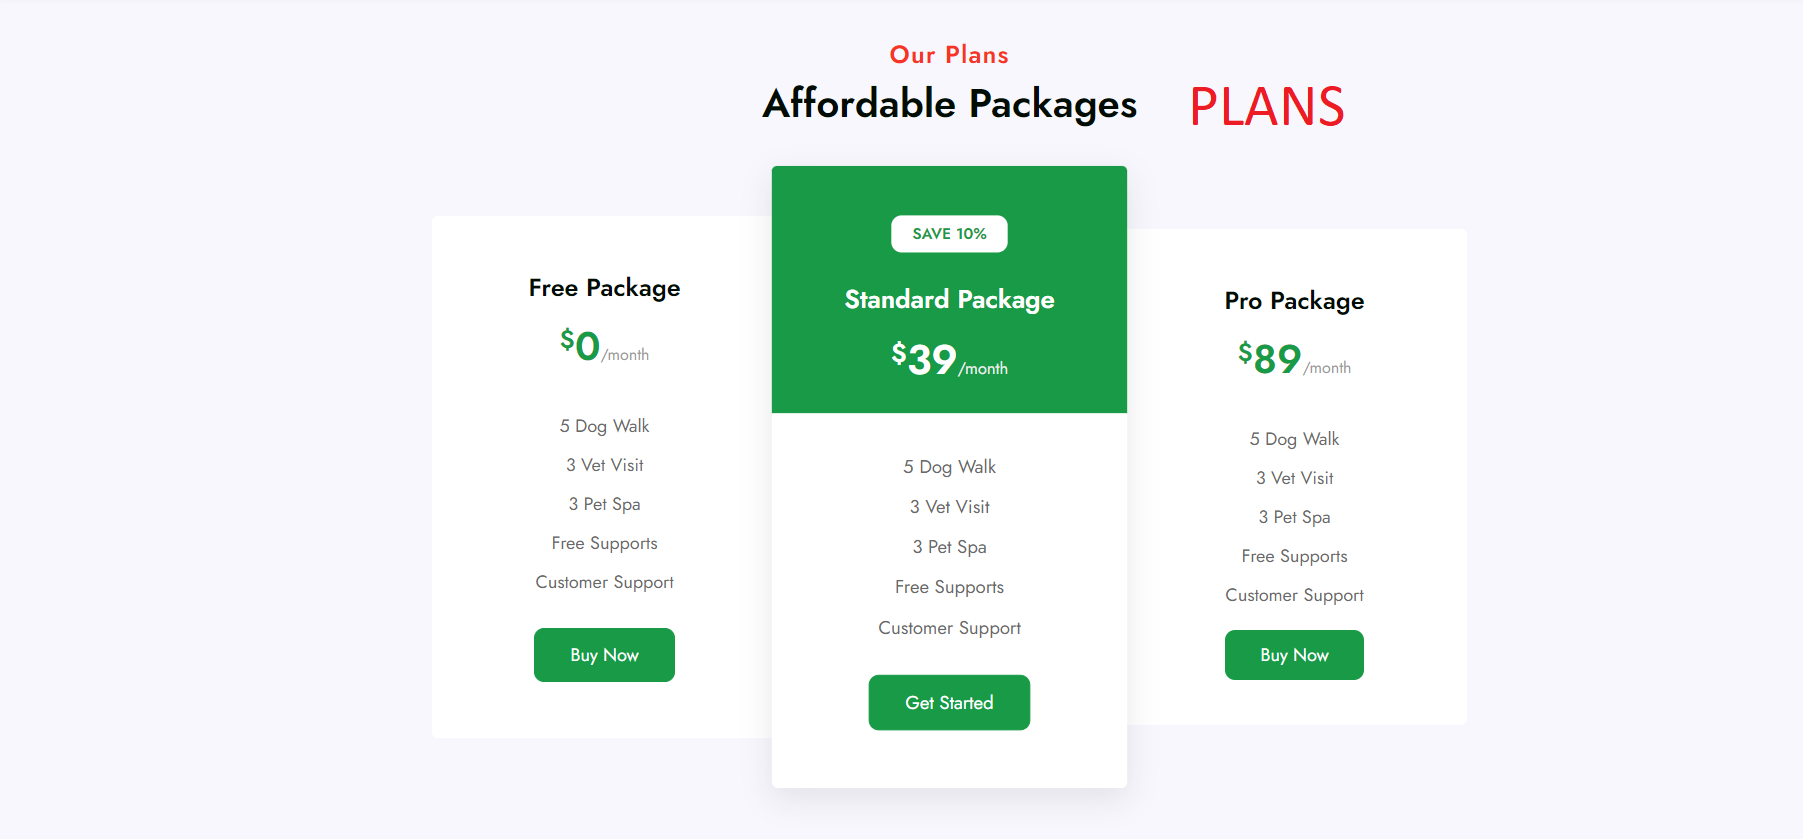 Our Plans
Affordable Packages
PLANS
Free Package
$0/month
5 Dog Walk
3 Vet Visit
3 Pet Spa
Free Supports
Customer Support
Buy Now
SAVE 10%
Standard Package
$39/month
5 Dog Walk
3 Vet Visit
3 Pet Spa
Free Supports
Customer Support
Get Started
Pro Package
$89/month
5 Dog Walk
3 Vet Visit
3 Pet Spa
Free Supports
Customer Support
Buy Now